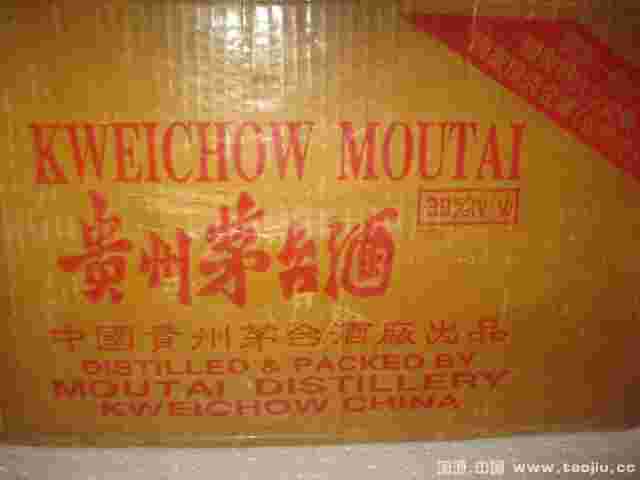 KWEICHOW MOUTAI
貴州茅台酒
中國貴州茅台酒廠出品
DISTILLED & PACKED BY
MOUTAI DISTILLERY
KWEICHOW CHINA
www.taojiu.cc